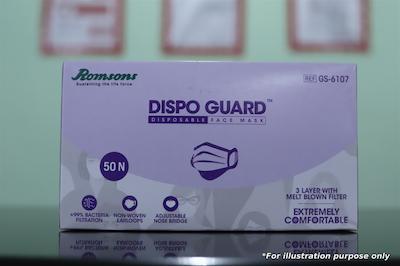 Romsons
Sustaining the life force
REF GS-6107
DISPO GUARD™
DISPOSABLE FACE MASK
50 N
3 LAYER WITH
MELT BLOWN FILTER
EXTREMELY
COMFORTABLE
+99% BACTERIA
FILTRATION
NON-WOVEN
EARLOOPS
ADJUSTABLE
NOSE BRIDGE
*For illustration purpose only